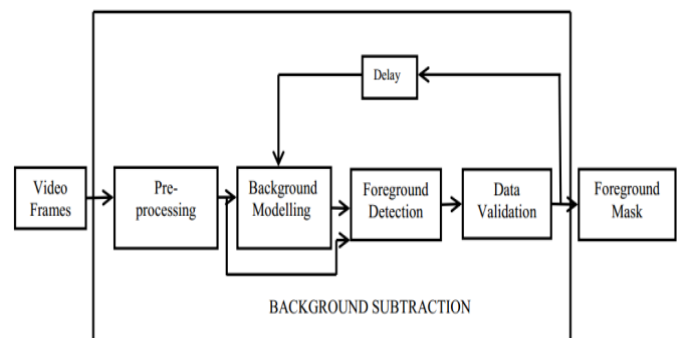 Delay
Video
Frames
Pre-
processing
Background
Modelling
Foreground
Detection
Data
Validation
Foreground
Mask
BACKGROUND SUBTRACTION